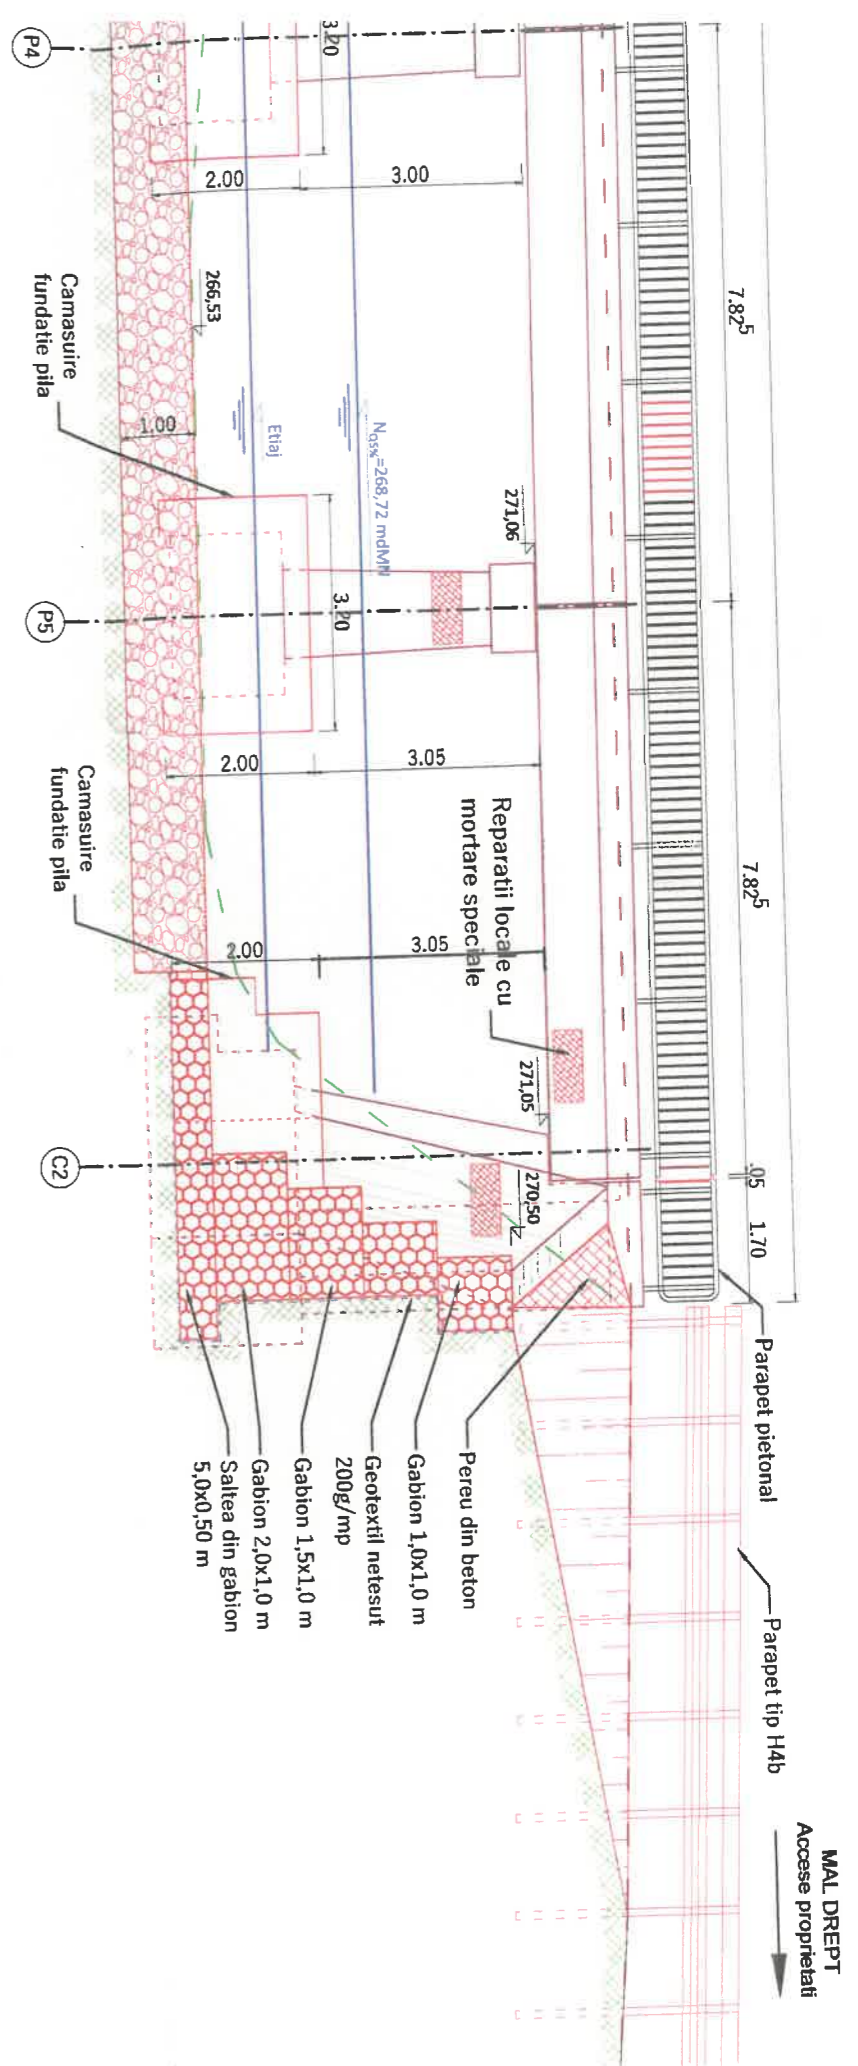 MAL DREPT
Accese proprietati
Parapet tip H4b
Parapet pietonal
7.82⁵
7.82⁵
.05
1.70
271,06
271,05
270,50
Reparatii locale cu
mortare speciale
3.20
3.00
2.00
N₍Q5%₎=268,72 mdMN
Etiaj
266,53
1.00
3.20
3.05
2.00
3.05
2.00
Camasuire
fundatie pila
Camasuire
fundatie pila
Pereu din beton
Gabion 1,0x1,0 m
Geotextil netesut
200g/mp
Gabion 1,5x1,0 m
Gabion 2,0x1,0 m
Saltea din gabion
5,0x0,50 m
P4
P5
C2